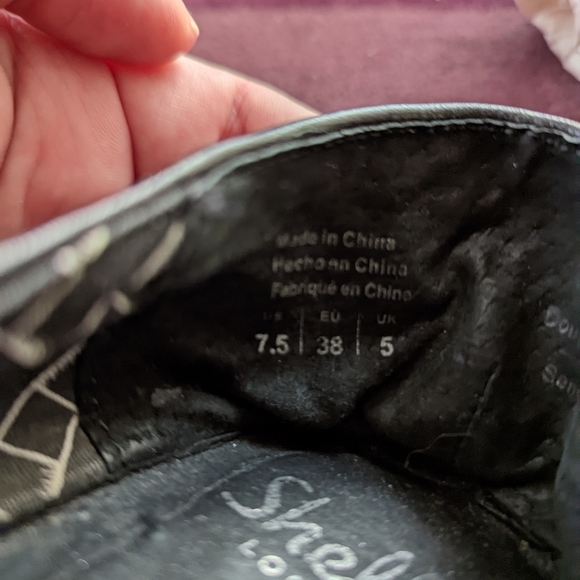 Made in China
Hecho en China
Fabriqué en Chine
US | EU | UK
7.5 | 38 | 5